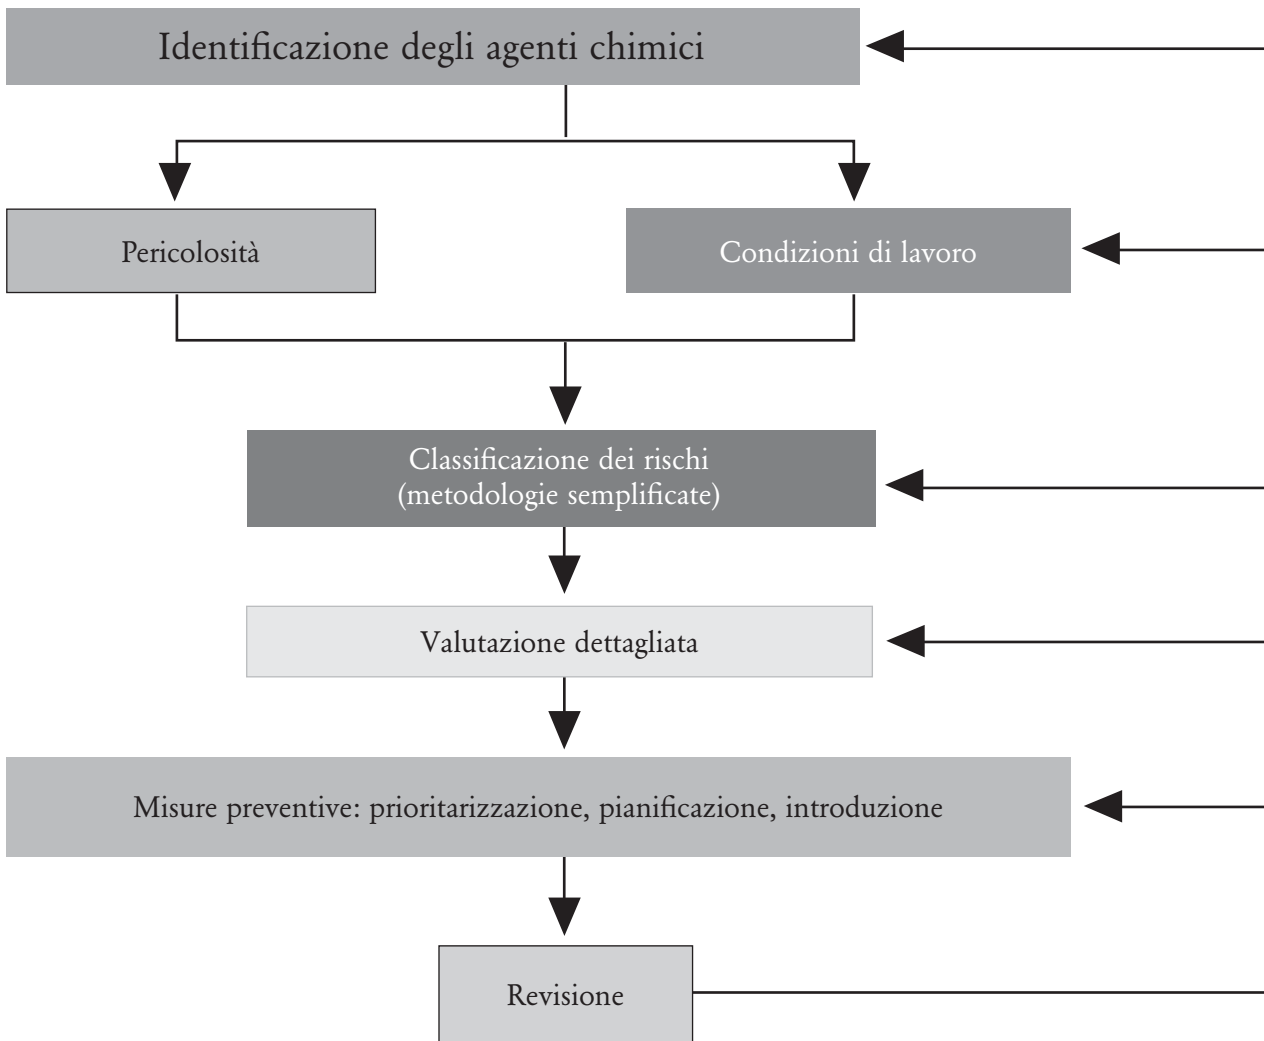 Identificazione degli agenti chimici
Pericolosità
Condizioni di lavoro
Classificazione dei rischi
(metodologie semplificate)
Valutazione dettagliata
Misure preventive: prioritarizzazione, pianificazione, introduzione
Revisione